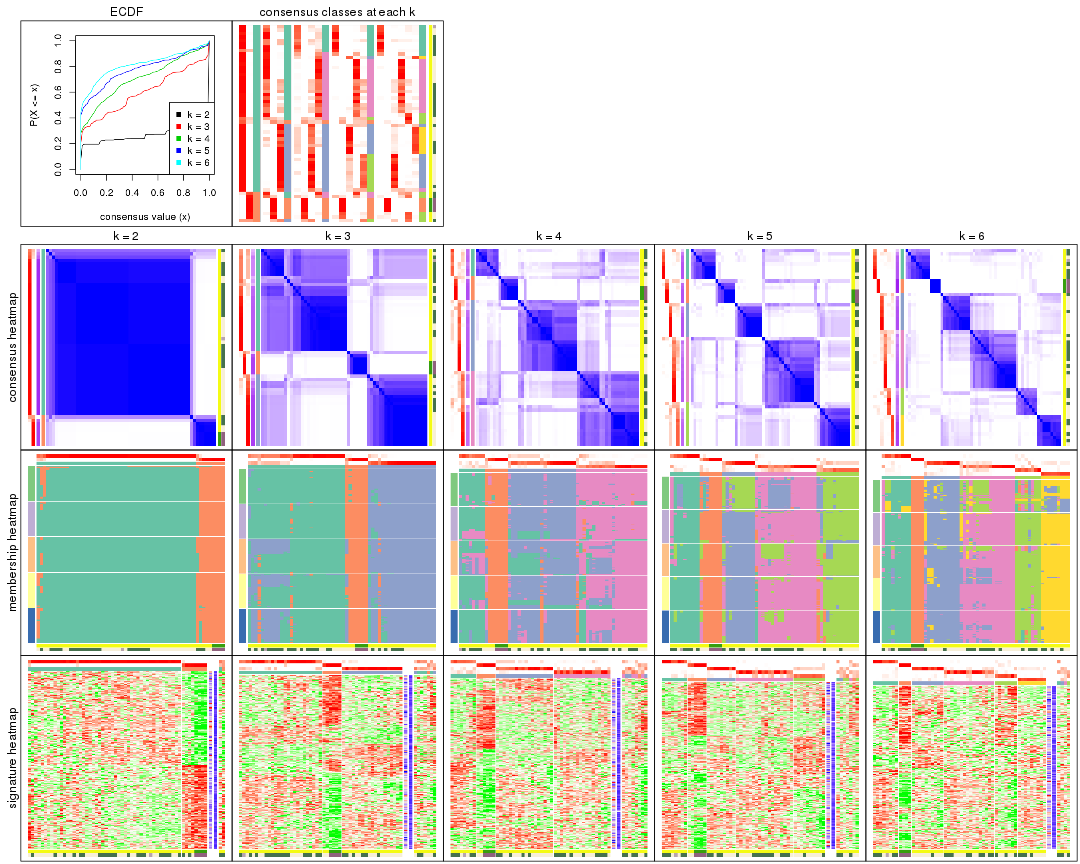 ECDF
consensus classes at each k
P(X <= x)
0.0 0.2 0.4 0.6 0.8 1.0
k = 2
k = 3
k = 4
k = 5
k = 6
0.0 0.2 0.4 0.6 0.8 1.0
consensus value (x)
k = 2
k = 3
k = 4
k = 5
k = 6
consensus heatmap
membership heatmap
signature heatmap